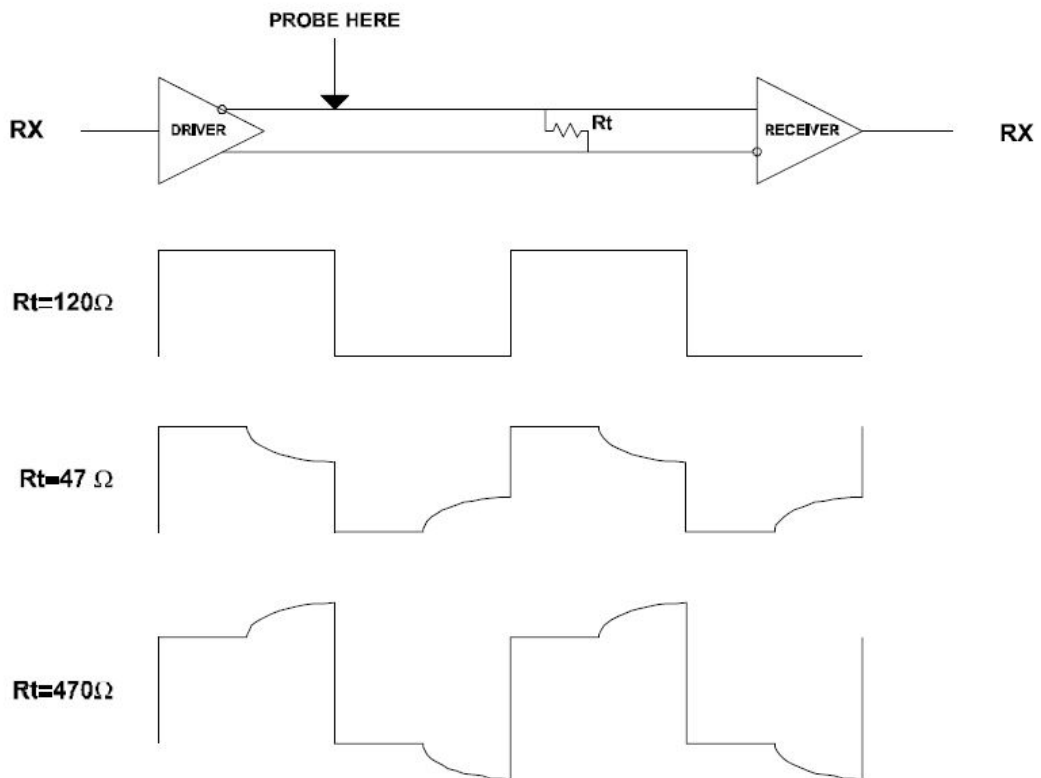 PROBE HERE
RX
DRIVER
Rt
RECEIVER
RX
Rt=120Ω
Rt=47 Ω
Rt=470Ω